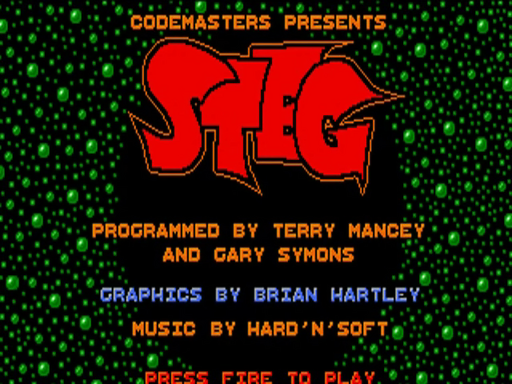 CODEMASTERS PRESENTS
STEG
PROGRAMMED BY TERRY MANCEY
AND GARY SYMONS
GRAPHICS BY BRIAN HARTLEY
MUSIC BY HARD'N'SOFT
PRESS FIRE TO PLAY